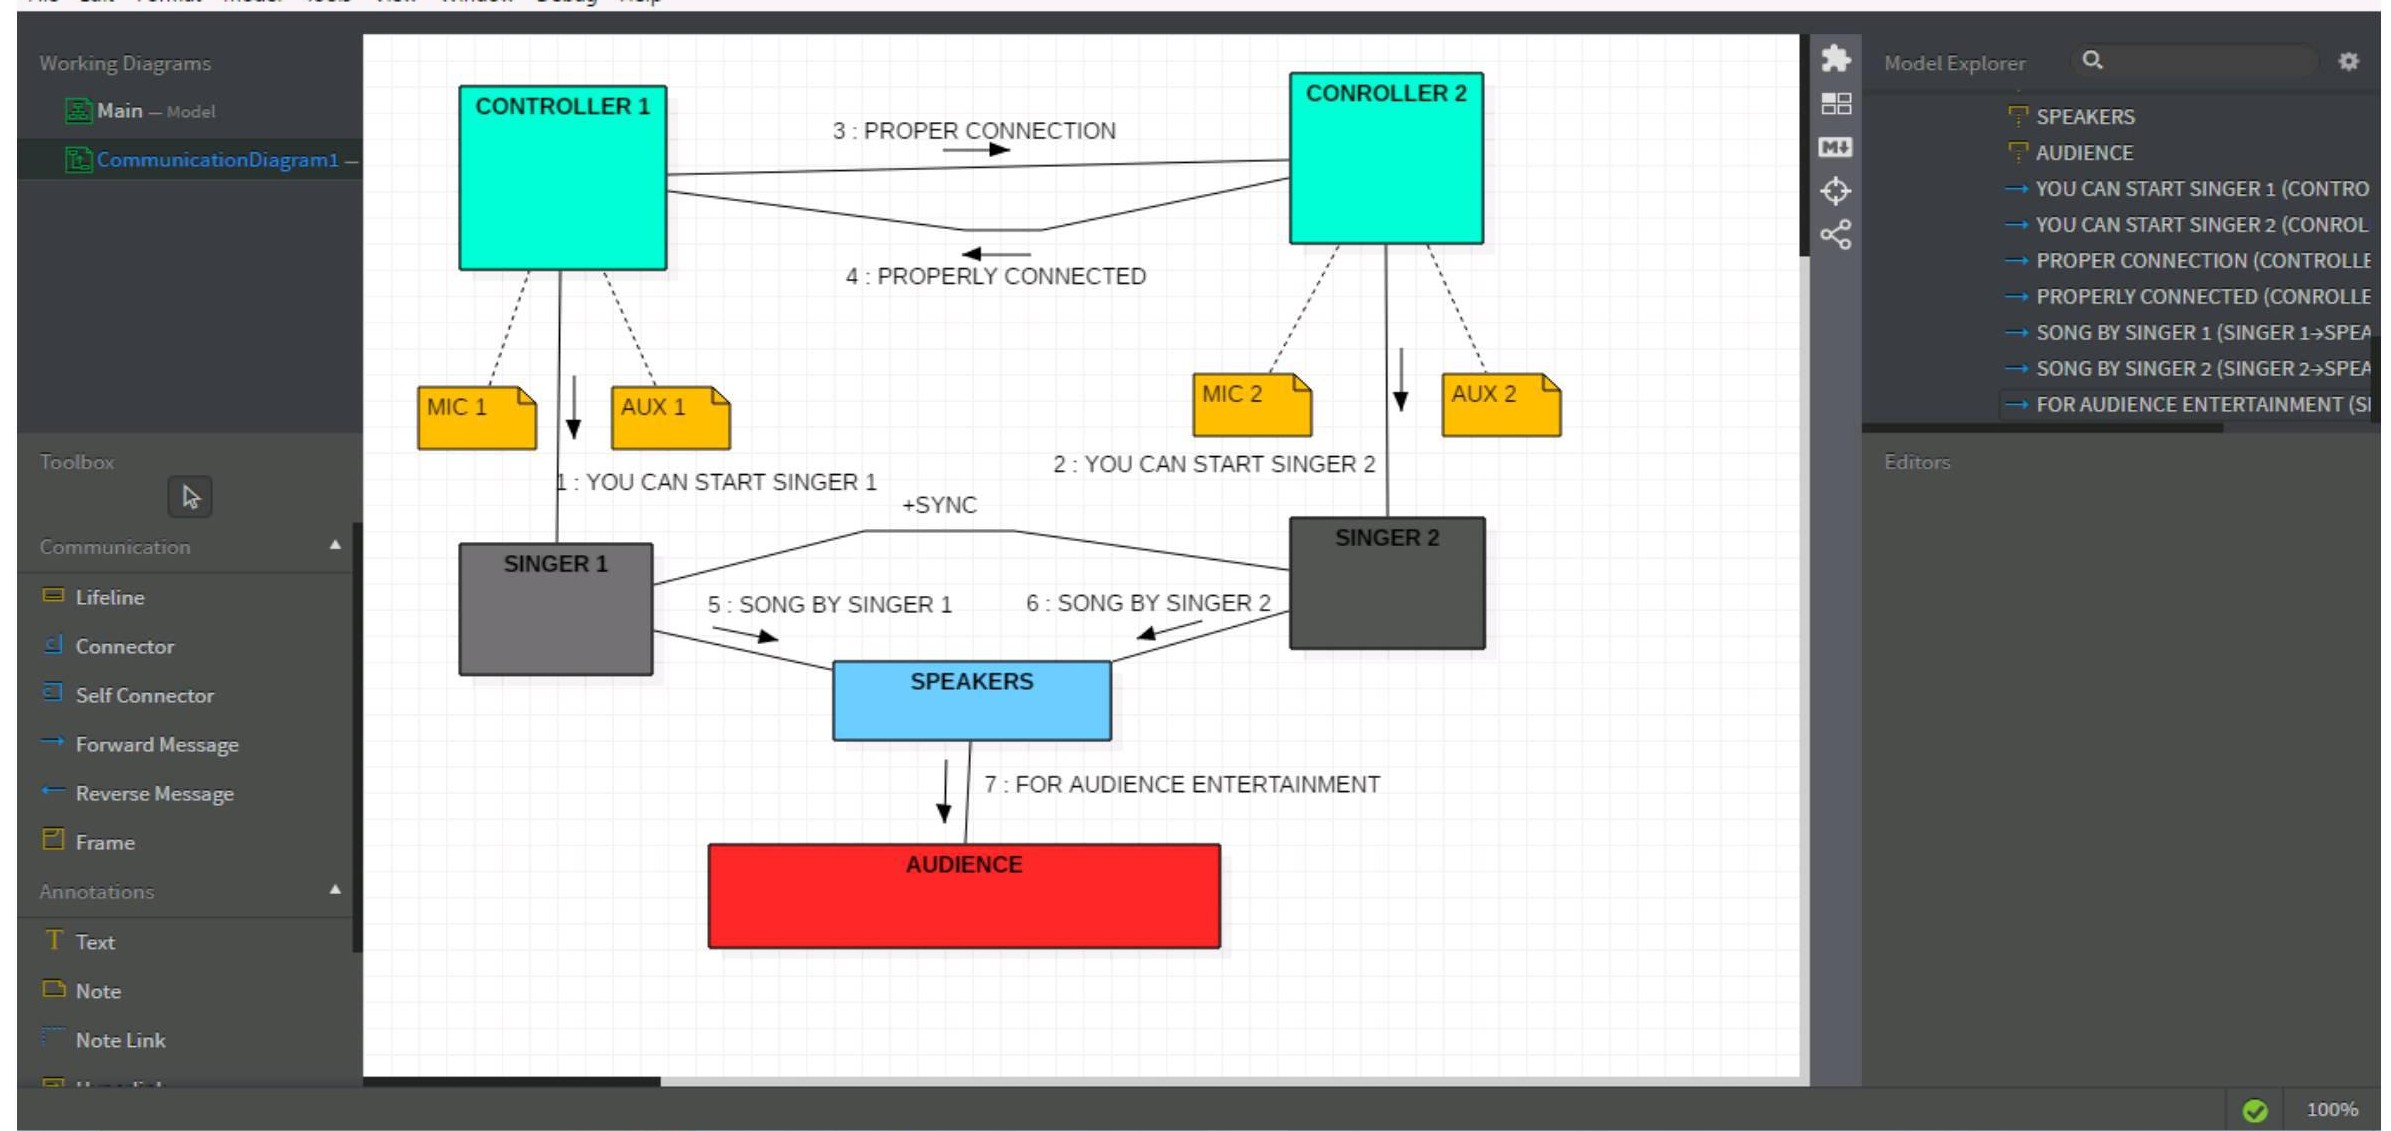 Working Diagrams
Main — Model
CommunicationDiagram1 —
Toolbox
Communication
Lifeline
Connector
Self Connector
Forward Message
Reverse Message
Frame
Annotations
Text
Note
Note Link
CONTROLLER 1
CONROLLER 2
3 : PROPER CONNECTION
4 : PROPERLY CONNECTED
MIC 1
AUX 1
MIC 2
AUX 2
1 : YOU CAN START SINGER 1
2 : YOU CAN START SINGER 2
+SYNC
SINGER 1
SINGER 2
5 : SONG BY SINGER 1
6 : SONG BY SINGER 2
SPEAKERS
7 : FOR AUDIENCE ENTERTAINMENT
AUDIENCE
M
Model Explorer
SPEAKERS
AUDIENCE
YOU CAN START SINGER 1 (CONTRO
YOU CAN START SINGER 2 (CONROL
PROPER CONNECTION (CONTROLLE
PROPERLY CONNECTED (CONROLLE
SONG BY SINGER 1 (SINGER 1→SPEA
SONG BY SINGER 2 (SINGER 2→SPEA
FOR AUDIENCE ENTERTAINMENT (S
Editors
100%